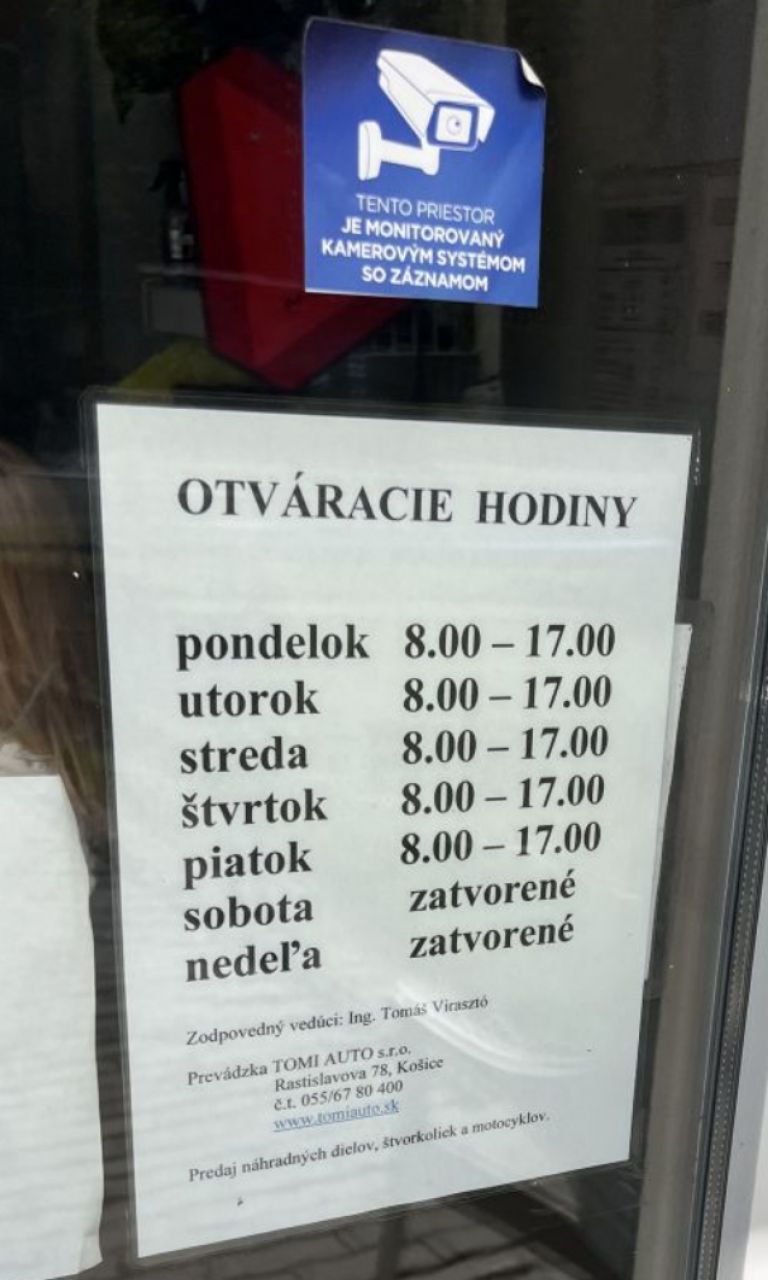 TENTO PRIESTOR
JE MONITOROVANÝ
KAMEROVÝM SYSTÉMOM
SO ZÁZNAMOM
OTVÁRACIE HODINY
pondelok 8.00 – 17.00
utorok 8.00 – 17.00
streda 8.00 – 17.00
štvrtok 8.00 – 17.00
piatok 8.00 – 17.00
sobota zatvorené
nedeľa zatvorené
Zodpovedný vedúci: Ing. Tomáš Virasztó
Prevádzka TOMI AUTO s.r.o.
Rastislavova 78, Košice
č.t. 055/67 80 400
www.tomiauto.sk
Predaj náhradných dielov, štvorkoliek a motocyklov.